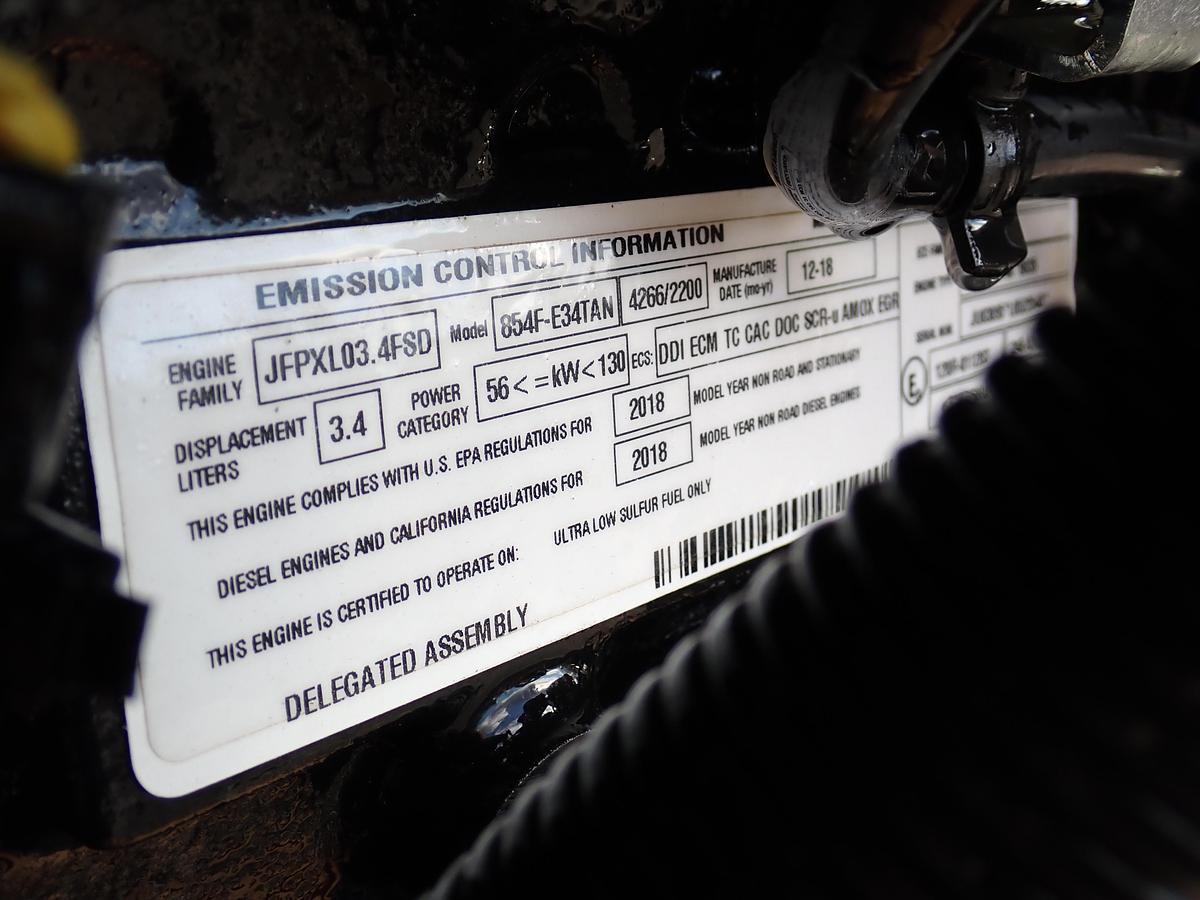 EMISSION CONTROL INFORMATION
ENGINE FAMILY JFPXL03.4FSD Model 854F-E34TAN 4266/2200 MANUFACTURE DATE (mo-yr) 12-18
DISPLACEMENT LITERS 3.4 POWER CATEGORY 56<=kW<130 ECS: DDI ECM TC CAC DOC SCR-u AMOX EGR
THIS ENGINE COMPLIES WITH U.S. EPA REGULATIONS FOR 2018 MODEL YEAR NON ROAD AND STATIONARY
DIESEL ENGINES AND CALIFORNIA REGULATIONS FOR 2018 MODEL YEAR NON ROAD DIESEL ENGINES
THIS ENGINE IS CERTIFIED TO OPERATE ON: ULTRA LOW SULFUR FUEL ONLY
DELEGATED ASSEMBLY